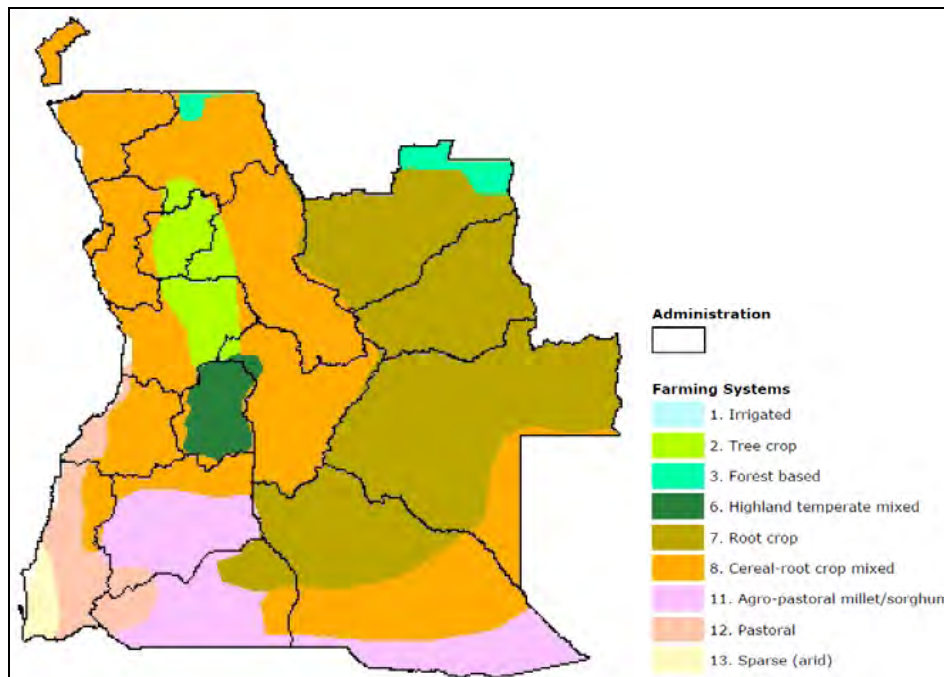 Administration
Farming Systems
1. Irrigated
2. Tree crop
3. Forest based
6. Highland temperate mixed
7. Root crop
8. Cereal-root crop mixed
11. Agro-pastoral millet/sorghum
12. Pastoral
13. Sparse (arid)